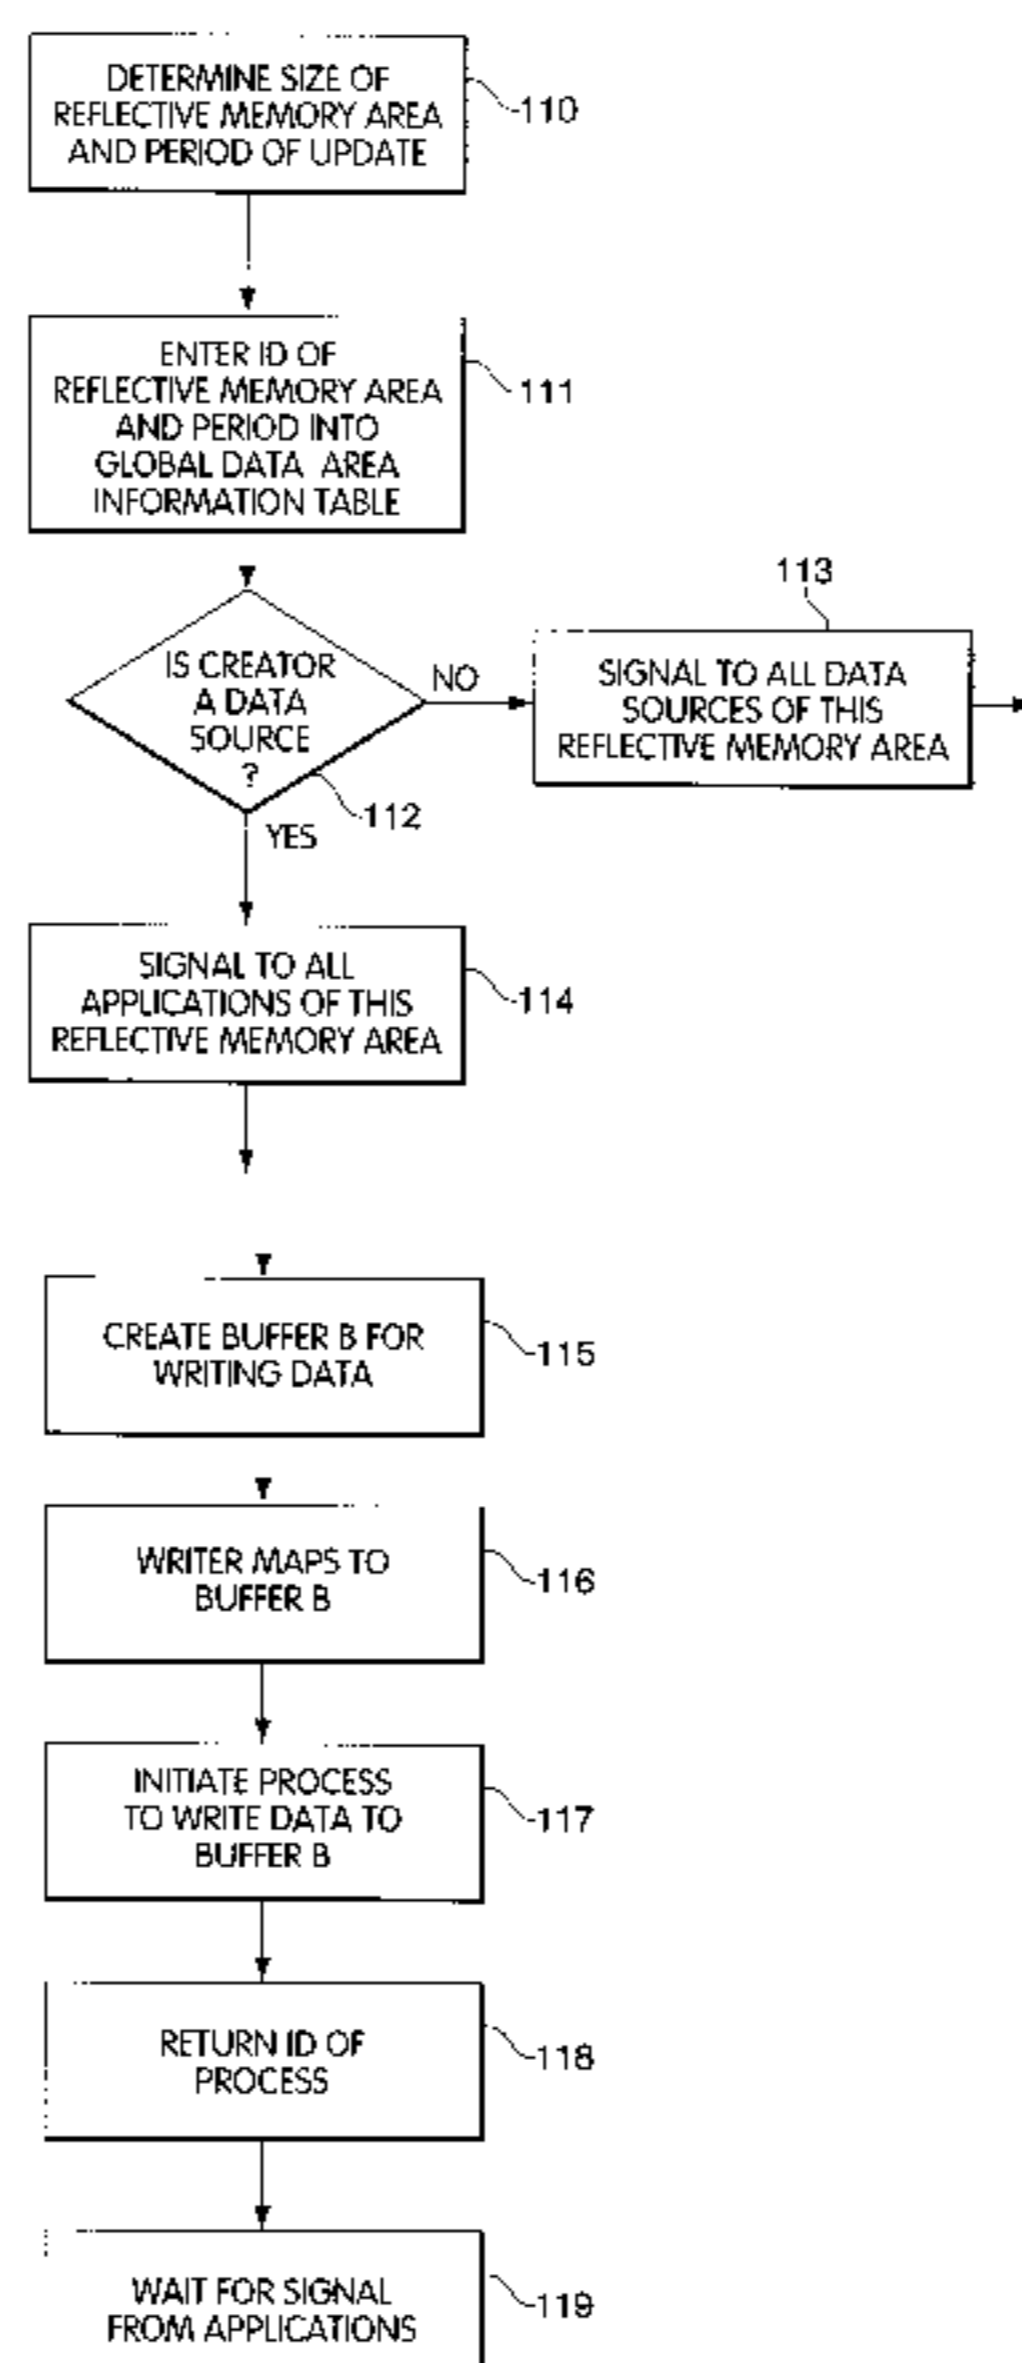 DETERMINE SIZE OF
REFLECTIVE MEMORY AREA
AND PERIOD OF UPDATE
110
ENTER ID OF
REFLECTIVE MEMORY AREA
AND PERIOD INTO
GLOBAL DATA AREA
INFORMATION TABLE
111
IS CREATOR
A DATA
SOURCE
?
112
NO
YES
113
SIGNAL TO ALL DATA
SOURCES OF THIS
REFLECTIVE MEMORY AREA
SIGNAL TO ALL
APPLICATIONS OF THIS
REFLECTIVE MEMORY AREA
114
CREATE BUFFER B FOR
WRITING DATA
115
WRITER MAPS TO
BUFFER B
116
INITIATE PROCESS
TO WRITE DATA TO
BUFFER B
117
RETURN ID OF
PROCESS
118
WAIT FOR SIGNAL
FROM APPLICATIONS
119